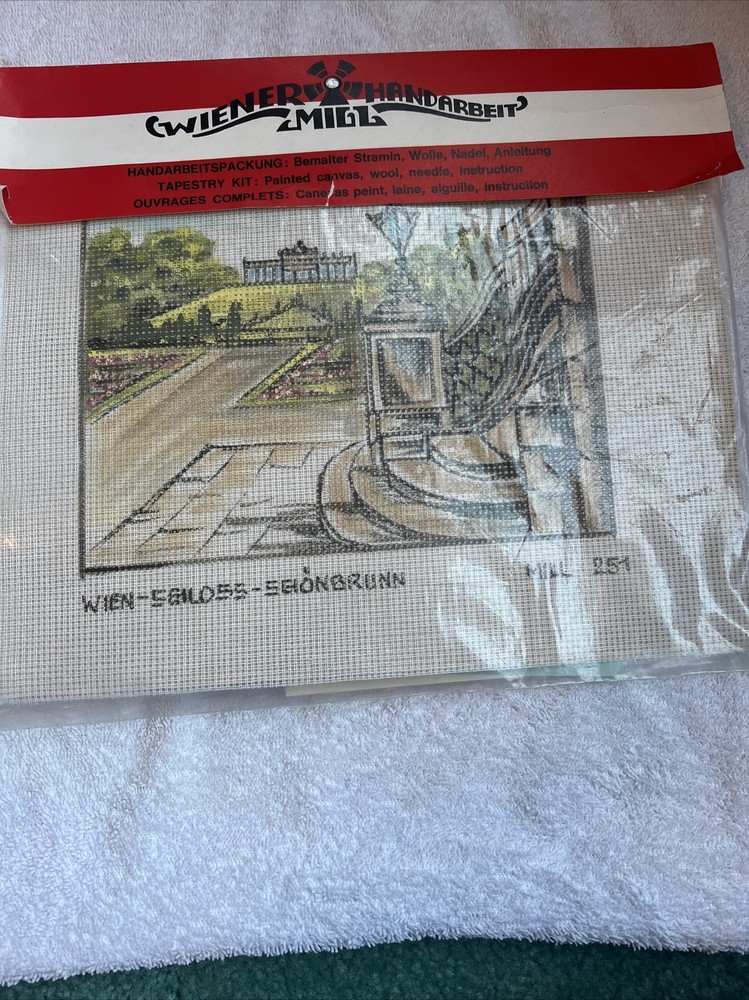 WIENER HANDARBEIT
MILL
HANDARBEITSPACKUNG: Bemalter Stramin, Wolle, Nadel, Anleitung
TAPESTRY KIT: Painted canvas, wool, needle, instruction
OUVRAGES COMPLETS: Canevas peint, laine, alguille, instruction
WIEN-SCHLOSS-SCHÖNBRUNN MILL 251